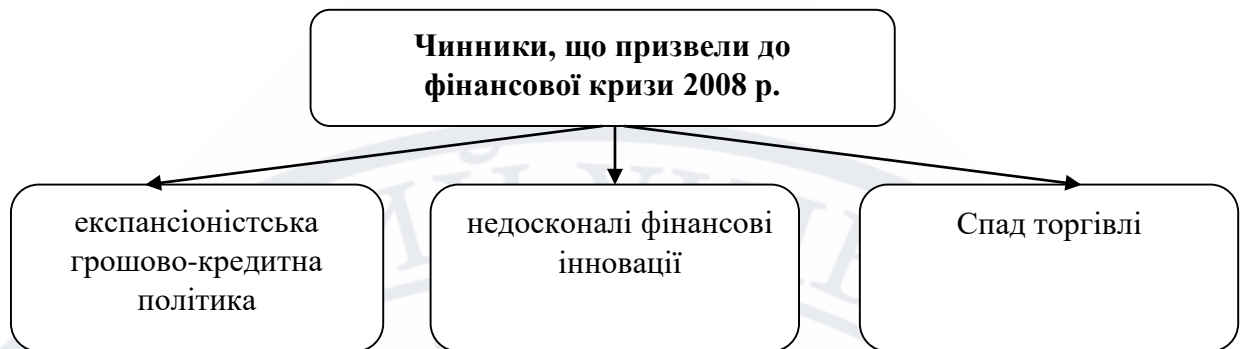 Чинники, що призвели до
фінансової кризи 2008 р.
експансіоністська
грошово-кредитна
політика
недосконалі фінансові
інновації
Спад торгівлі